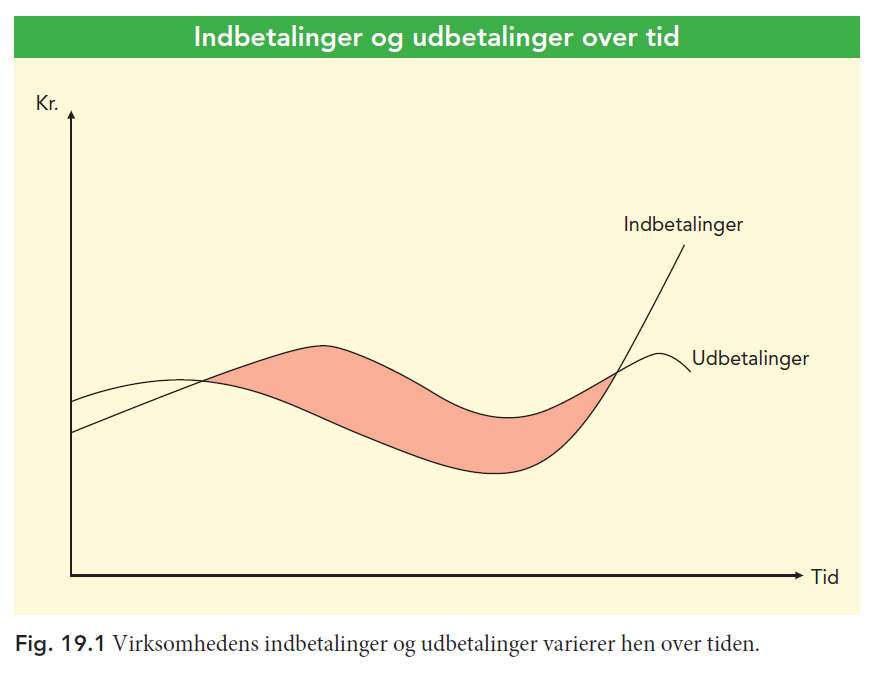 Indbetalinger og udbetalinger over tid
Kr.
Indbetalinger
Udbetalinger
Tid
Fig. 19.1 Virksomhedens indbetalinger og udbetalinger varierer hen over tiden.